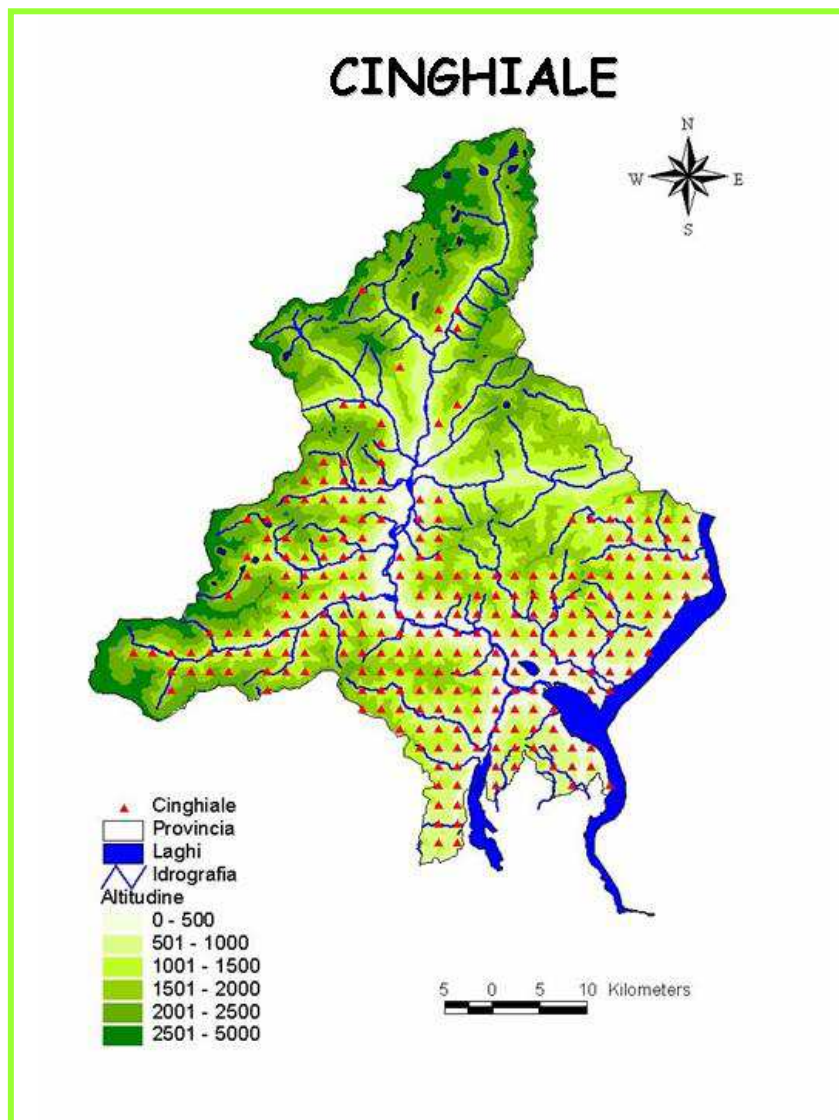 CINGHIALE
N
W E
S
Cinghiale
Provincia
Laghi
Idrografia
Altitudine
0 - 500
501 - 1000
1001 - 1500
1501 - 2000
2001 - 2500
2501 - 5000
5 0 5 10 Kilometers